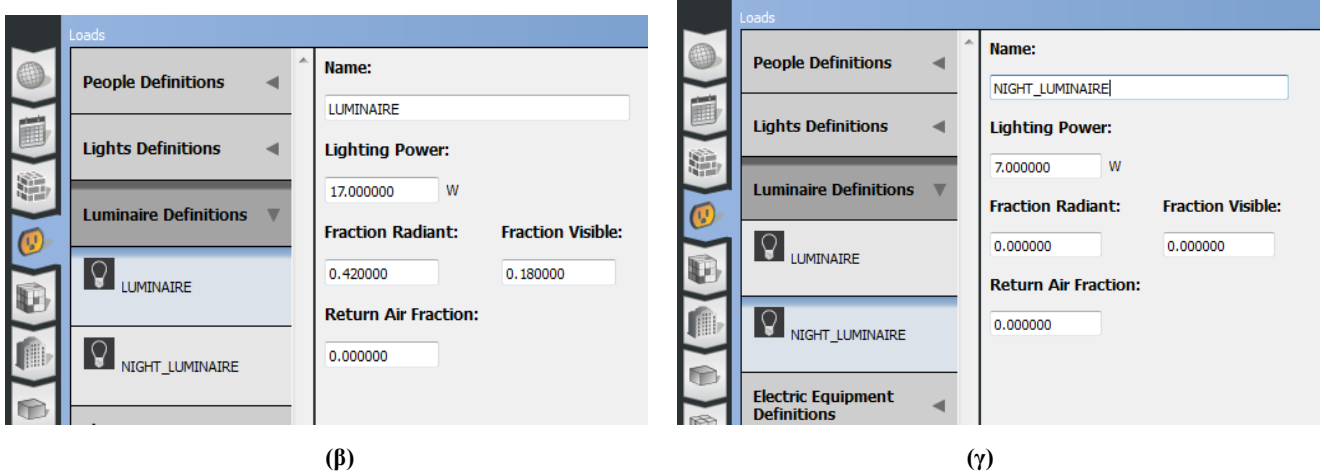 Loads
People Definitions
Lights Definitions
Luminaire Definitions
LUMINAIRE
NIGHT_LUMINAIRE
Name:
LUMINAIRE
Lighting Power:
17.000000 W
Fraction Radiant: Fraction Visible:
0.420000 0.180000
Return Air Fraction:
0.000000
(β)
Loads
People Definitions
Lights Definitions
Luminaire Definitions
LUMINAIRE
NIGHT_LUMINAIRE
Electric Equipment
Definitions
Name:
NIGHT_LUMINAIRE
Lighting Power:
7.000000 W
Fraction Radiant: Fraction Visible:
0.000000 0.000000
Return Air Fraction:
0.000000
(γ)